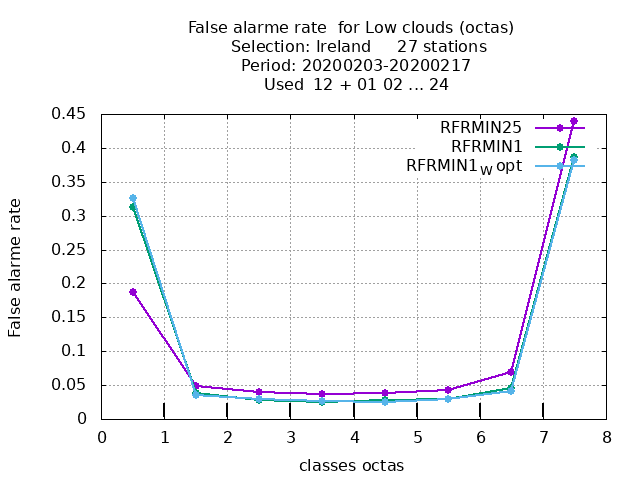 False alarme rate  for Low clouds (octas)
Selection: Ireland     27 stations
Period: 20200203-20200217
Used  12 + 01 02 ... 24
RFRMIN25
RFRMIN1
RFRMIN1W opt
False alarme rate
0.45
0.4
0.35
0.3
0.25
0.2
0.15
0.1
0.05
0
0 1 2 3 4 5 6 7 8
classes octas